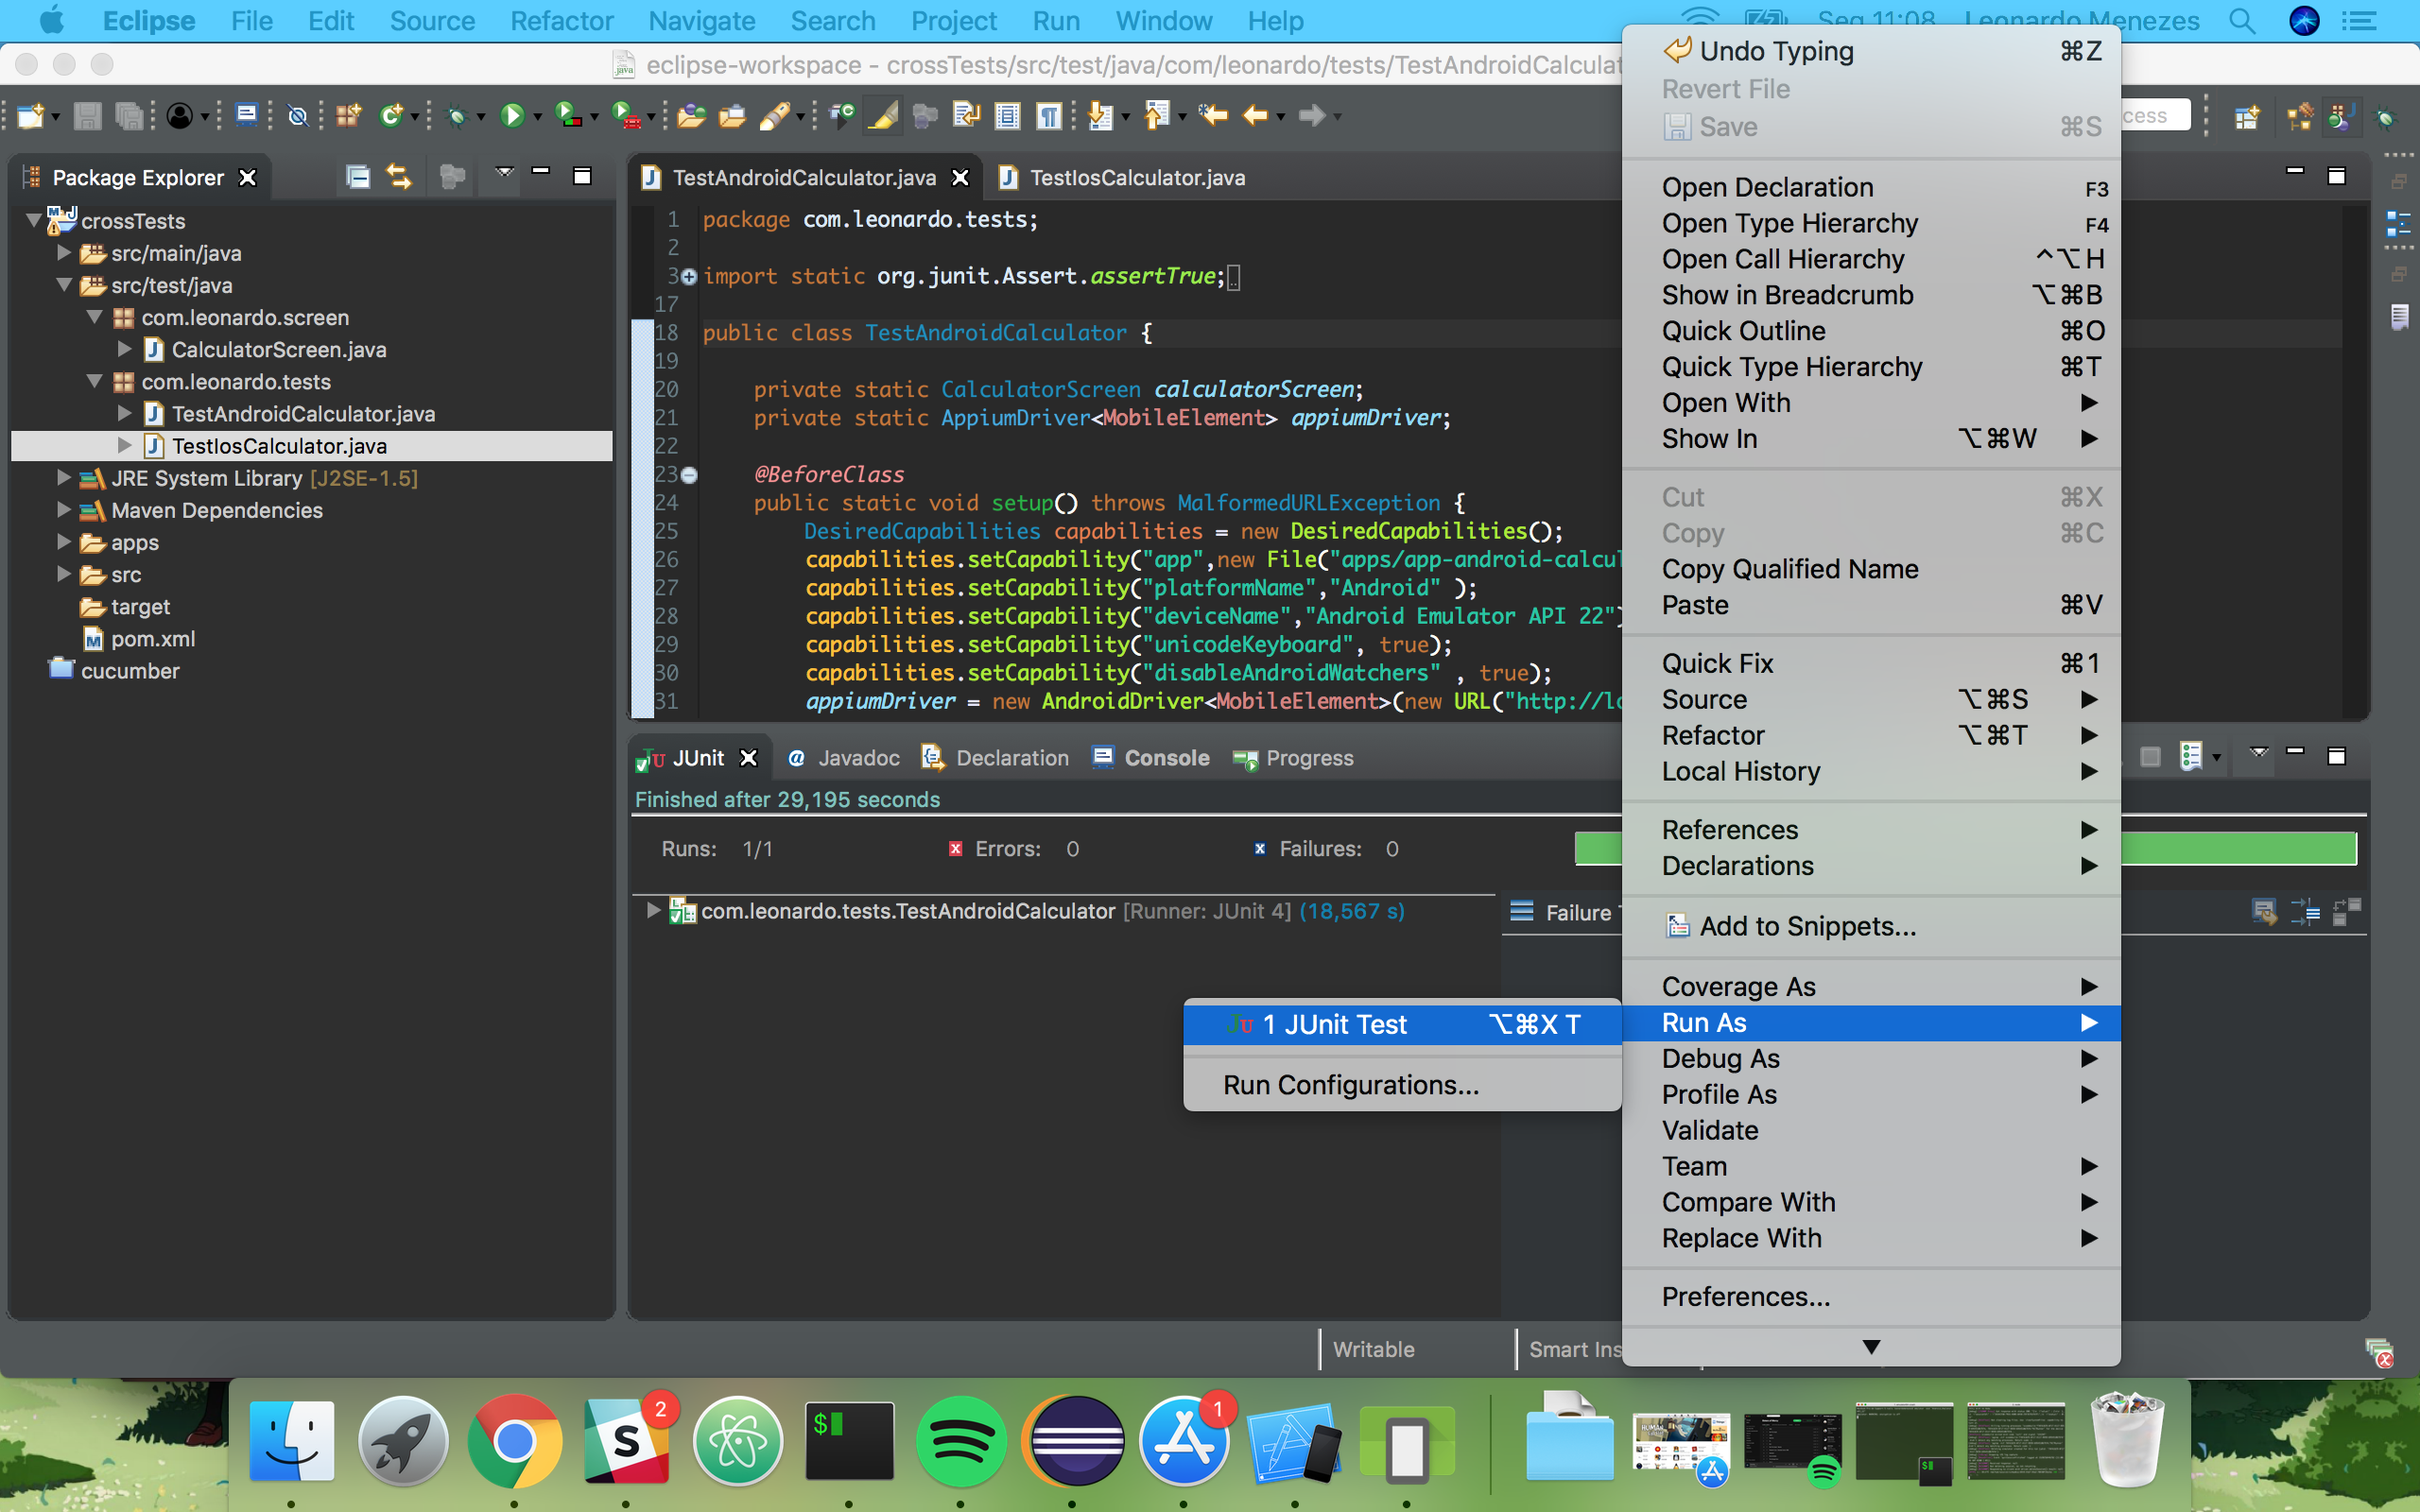 Eclipse File Edit Source Refactor Navigate Search Project Run Window Help Seg 11:08 Leonardo Menezes
eclipse-workspace - crossTests/src/test/java/com/leonardo/tests/TestAndroidCalculat
cess
Package Explorer
crossTests
src/main/java
src/test/java
com.leonardo.screen
CalculatorScreen.java
com.leonardo.tests
TestAndroidCalculator.java
TestIosCalculator.java
JRE System Library [J2SE-1.5]
Maven Dependencies
apps
src
target
pom.xml
cucumber
TestAndroidCalculator.java TestIosCalculator.java
1 package com.leonardo.tests;
2
3 import static org.junit.Assert.assertTrue;
17
18 public class TestAndroidCalculator {
19
20 private static CalculatorScreen calculatorScreen;
21 private static AppiumDriver<MobileElement> appiumDriver;
22
23 @BeforeClass
24 public static void setup() throws MalformedURLException {
25 DesiredCapabilities capabilities = new DesiredCapabilities();
26 capabilities.setCapability("app",new File("apps/app-android-calcul
27 capabilities.setCapability("platformName","Android" );
28 capabilities.setCapability("deviceName","Android Emulator API 22")
29 capabilities.setCapability("unicodeKeyboard", true);
30 capabilities.setCapability("disableAndroidWatchers" , true);
31 appiumDriver = new AndroidDriver<MobileElement>(new URL("http://lo
JUnit Javadoc Declaration Console Progress
Finished after 29,195 seconds
Runs: 1/1 Errors: 0 Failures: 0
com.leonardo.tests.TestAndroidCalculator [Runner: JUnit 4] (18,567 s)
Failure T
Undo Typing ⌘Z
Revert File
Save ⌘S
Open Declaration F3
Open Type Hierarchy F4
Open Call Hierarchy ^⌥H
Show in Breadcrumb ⌥⌘B
Quick Outline ⌘O
Quick Type Hierarchy ⌘T
Open With
Show In ⌥⌘W
Cut ⌘X
Copy ⌘C
Copy Qualified Name
Paste ⌘V
Quick Fix ⌘1
Source ⌥⌘S
Refactor ⌥⌘T
Local History
References
Declarations
Add to Snippets...
Coverage As
Run As
Debug As
Profile As
Validate
Team
Compare With
Replace With
Preferences...
1 JUnit Test ⌥⌘X T
Run Configurations...
Writable Smart Ins
2
S
$
1